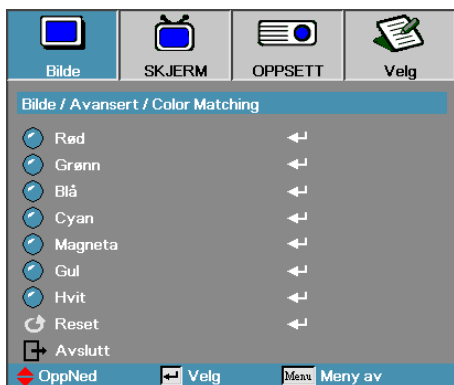 Bilde SKJERM OPPSETT Velg
Bilde / Avansert / Color Matching
Rød
Grønn
Blå
Cyan
Magneta
Gul
Hvit
Reset
Avslutt
OppNed Velg Menu Meny av